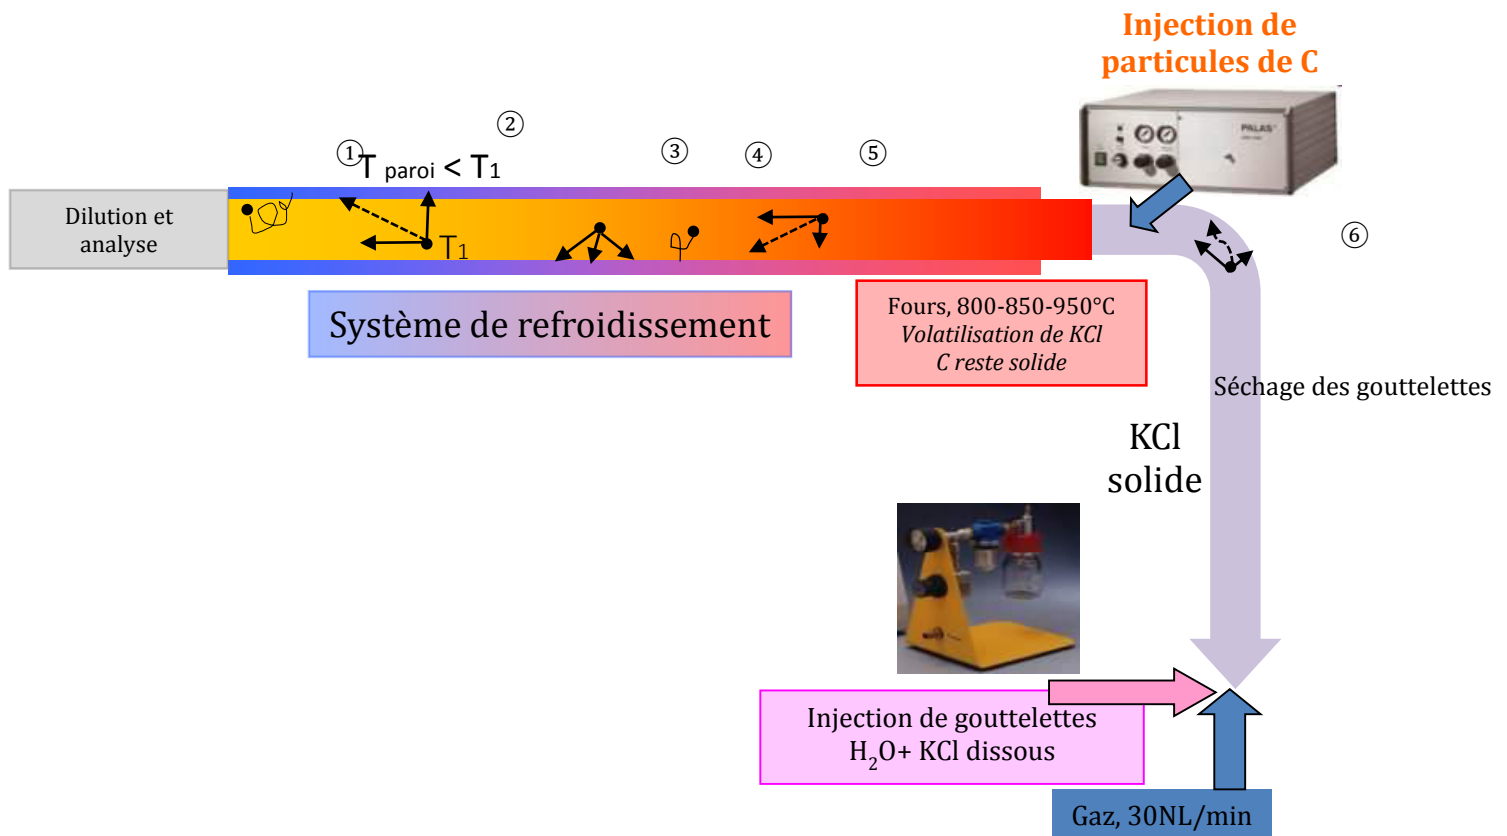 Injection de
particules de C
PALAS
②
①
T paroi < T1
③
④
⑤
⑥
Dilution et
analyse
T1
Système de refroidissement
Fours, 800-850-950°C
Volatilisation de KCl
C reste solide
Séchage des gouttelettes
KCl
solide
Injection de gouttelettes
H2O+ KCl dissous
Gaz, 30NL/min